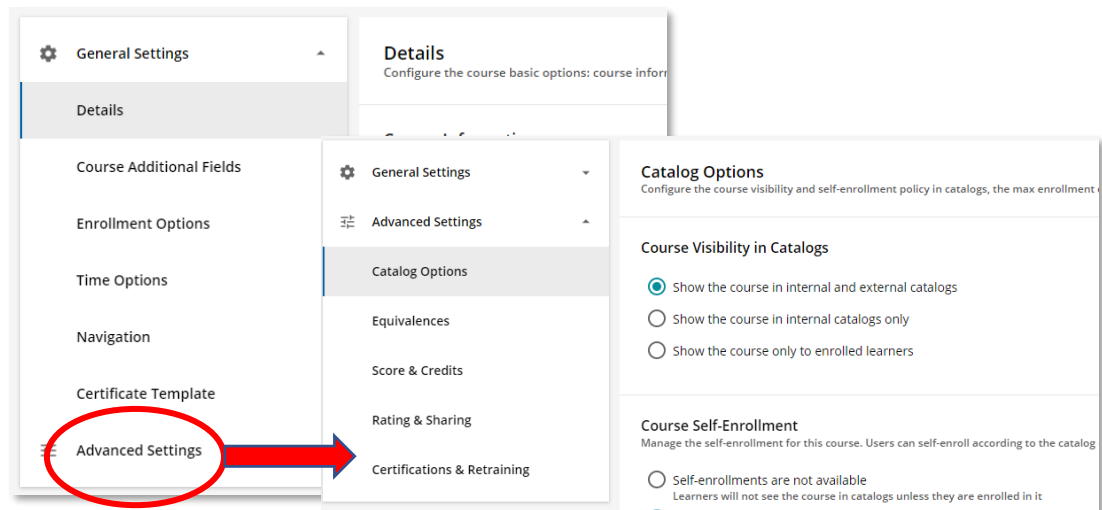 General Settings
Details
Course Additional Fields
Enrollment Options
Time Options
Navigation
Certificate Template
Advanced Settings
Details
Configure the course basic options: course
General Settings
Advanced Settings
Catalog Options
Equivalences
Score & Credits
Rating & Sharing
Certifications & Retraining
Catalog Options
Configure the course visibility and self-enrollment policy in catalogs, the max enrollment
Course Visibility in Catalogs
Show the course in internal and external catalogs
Show the course in internal catalogs only
Show the course only to enrolled learners
Course Self-Enrollment
Manage the self-enrollment for this course. Users can self-enroll according to the catalog
Self-enrollments are not available
Learners will not see the course in catalogs unless they are enrolled in it